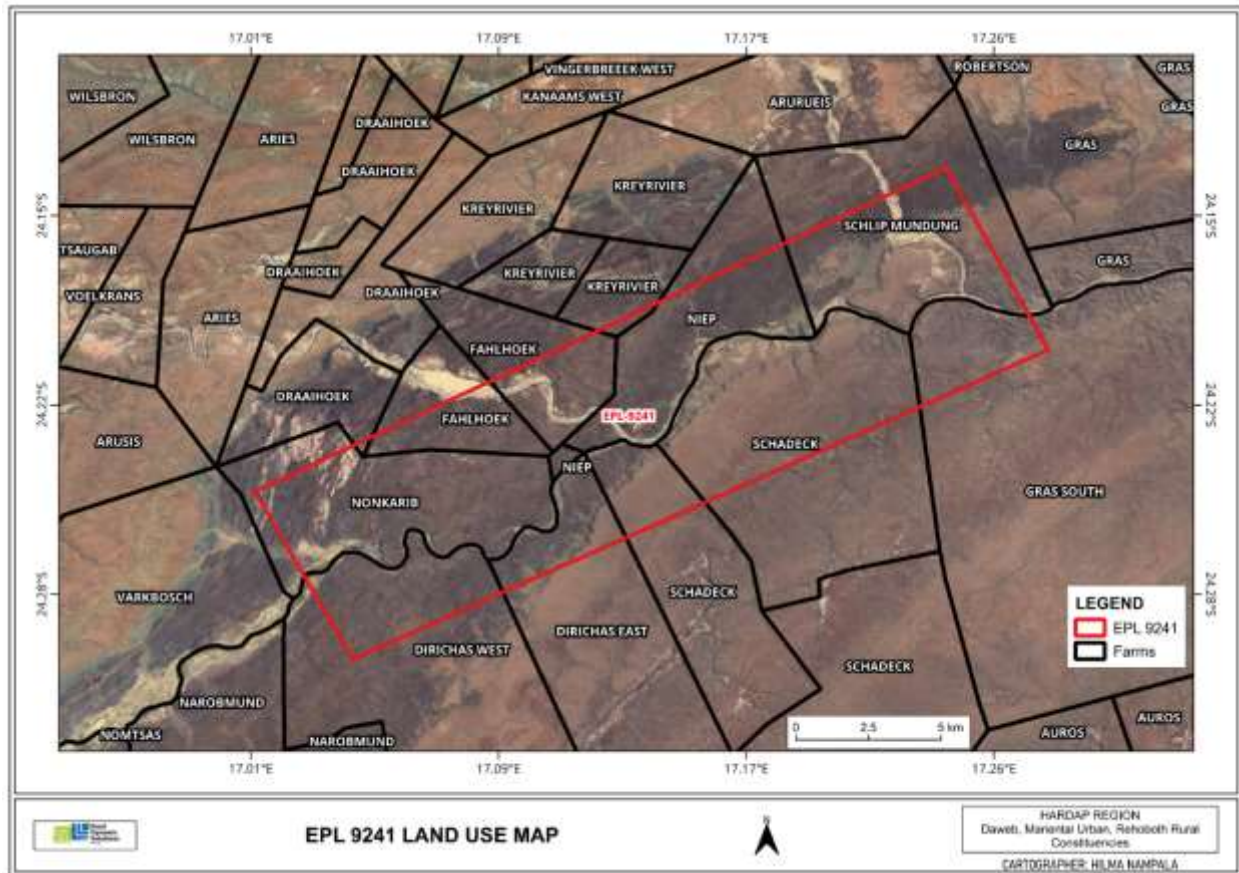 17.01°E 17.09°E 17.17°E 17.26°E
VINGERBREEEK WEST
ROBERTSON
GRAS
WILSBRON
KANAAMS WEST
ARURUEIS
GRAS
DRAAIHOEK
WILSBRON
ARIES
GRAS
DRAAIHOEK
KREYRIVIER
24.15°S
KREYRIVIER
24.15°S
SCHLIP MUNDUNG
TSAUGAB
KREYRIVIER
GRAS
DRAAIHOEK
KREYRIVIER
VOELKRANS
DRAAIHOEK
ARIES
NIEP
FAHLHOEK
DRAAIHOEK
24.22°S
EPL-9241
24.22°S
FAHLHOEK
ARUSIS
SCHADECK
NIEP
GRAS SOUTH
NONKARIB
24.28°S
SCHADECK
24.28°S
VARKBOSCH
LEGEND
EPL 9241
Farms
DIRICHAS EAST
DIRICHAS WEST
SCHADECK
NAROBMUND
AUROS
NOMTSAS
NAROBMUND
AUROS
0 2.5 5 km
17.01°E 17.09°E 17.17°E 17.26°E
EPL 9241 LAND USE MAP
N
HARDAP REGION
Daweb, Mariental Urban, Rehoboth Rural
Constituencies
CARTOGRAPHER: HILMA NAMPALA